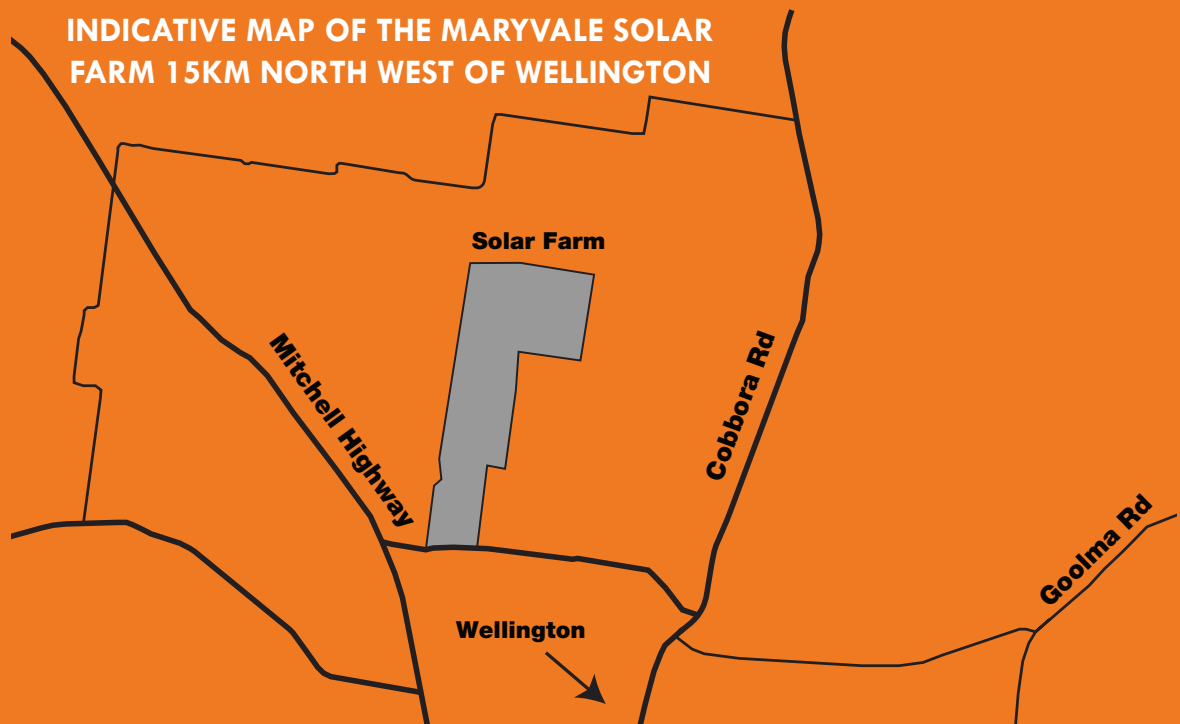 INDICATIVE MAP OF THE MARYVALE SOLAR
FARM 15KM NORTH WEST OF WELLINGTON
Solar Farm
Mitchell Highway
Cobbora Rd
Goolma Rd
Wellington